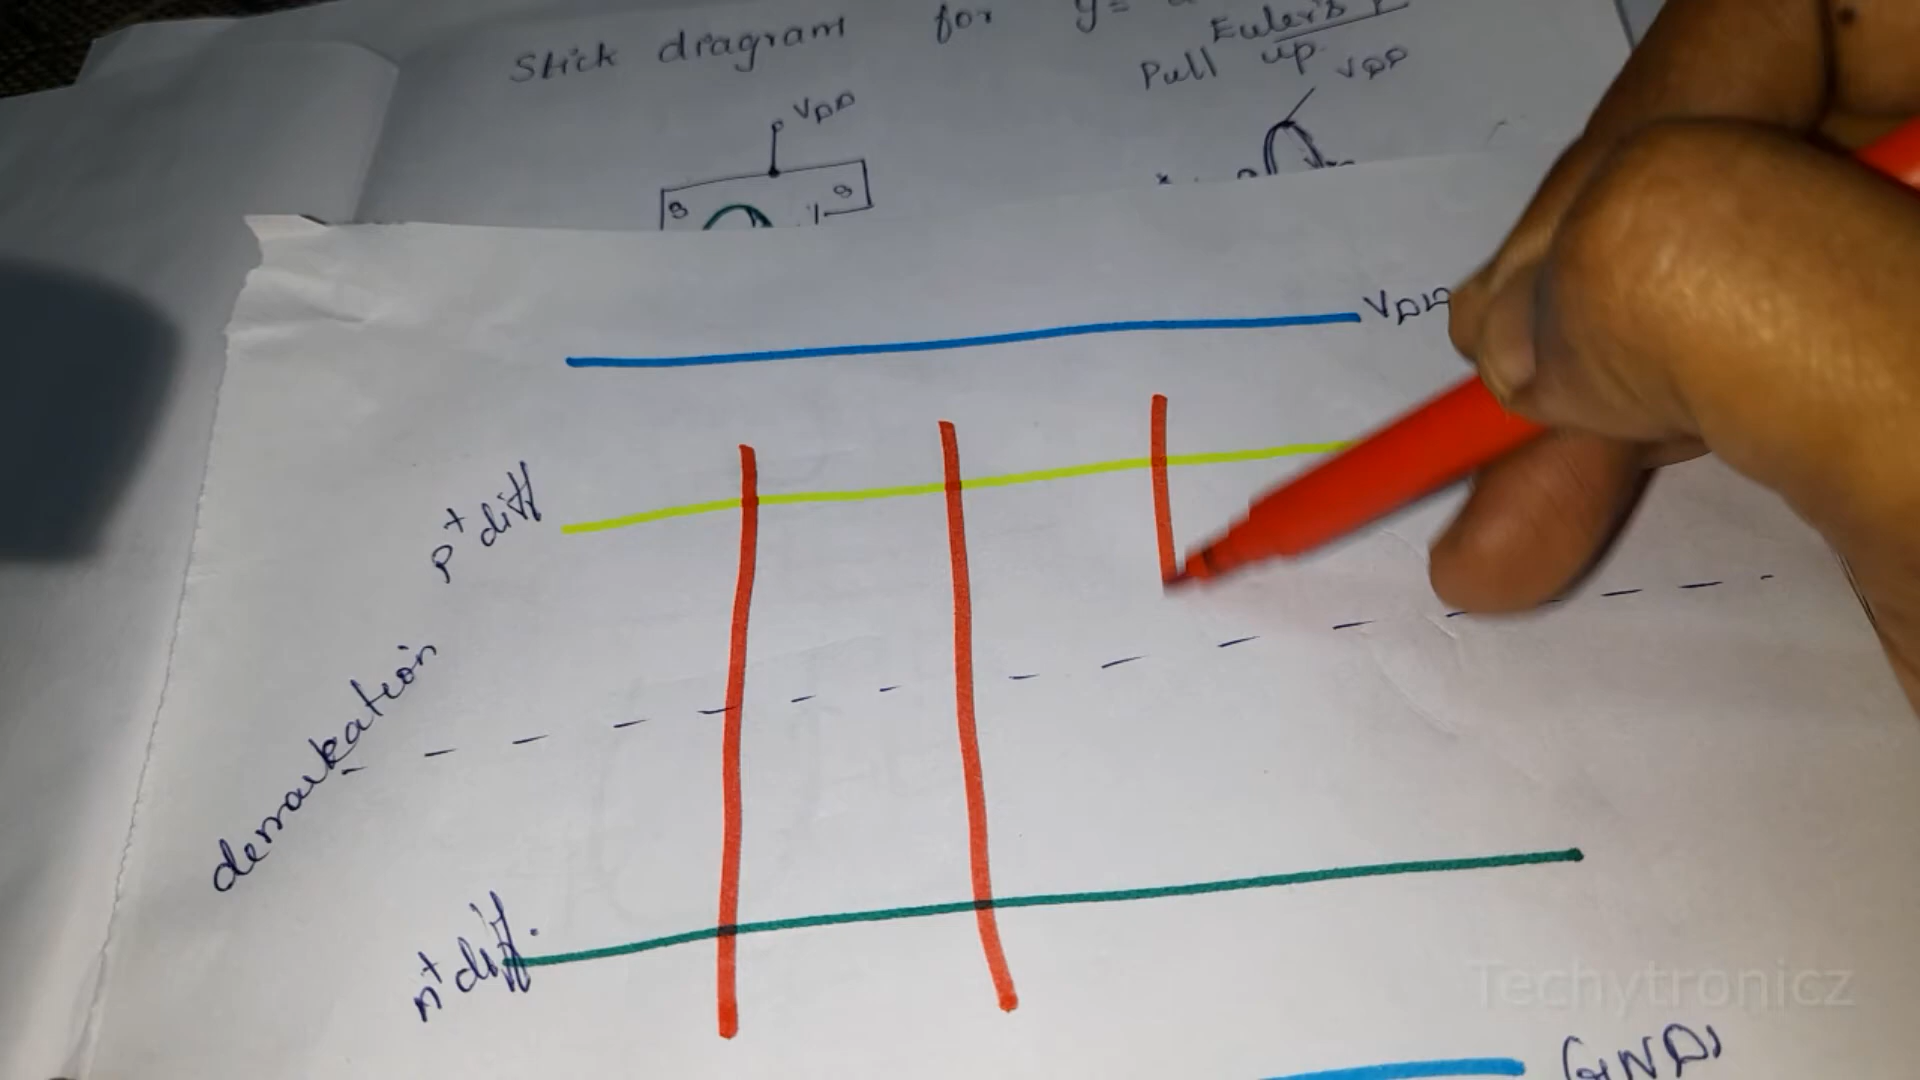 Stick diagram for y=
Euler's
Pull up.
VDD
VDD
S
S
VDD
p+ diff
demarkation
n+ diff.
Techytronicz
GND